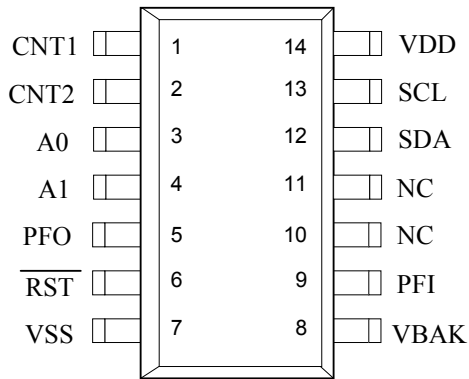 CNT1 1 14 VDD
CNT2 2 13 SCL
A0 3 12 SDA
A1 4 11 NC
PFO 5 10 NC
RST 6 9 PFI
VSS 7 8 VBAK